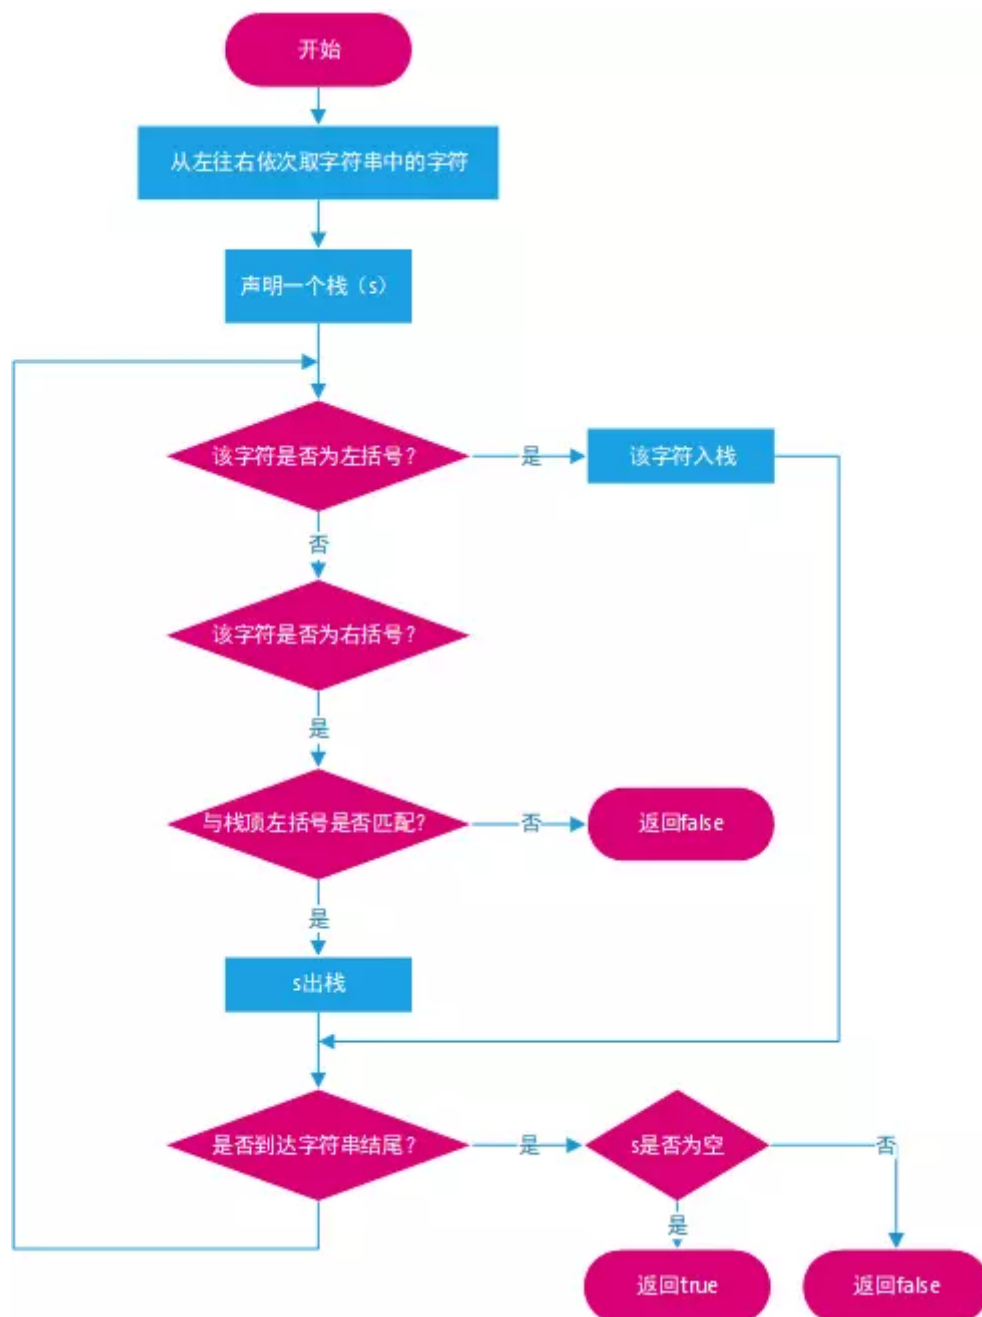 开始
从左往右依次取字符串中的字符
声明一个栈（s）
该字符是否为左括号？
是
该字符入栈
否
该字符是否为右括号？
是
与栈顶左括号是否匹配？
否
返回false
是
s出栈
是否到达字符串结尾？
是
s是否为空
否
是
返回true
返回false